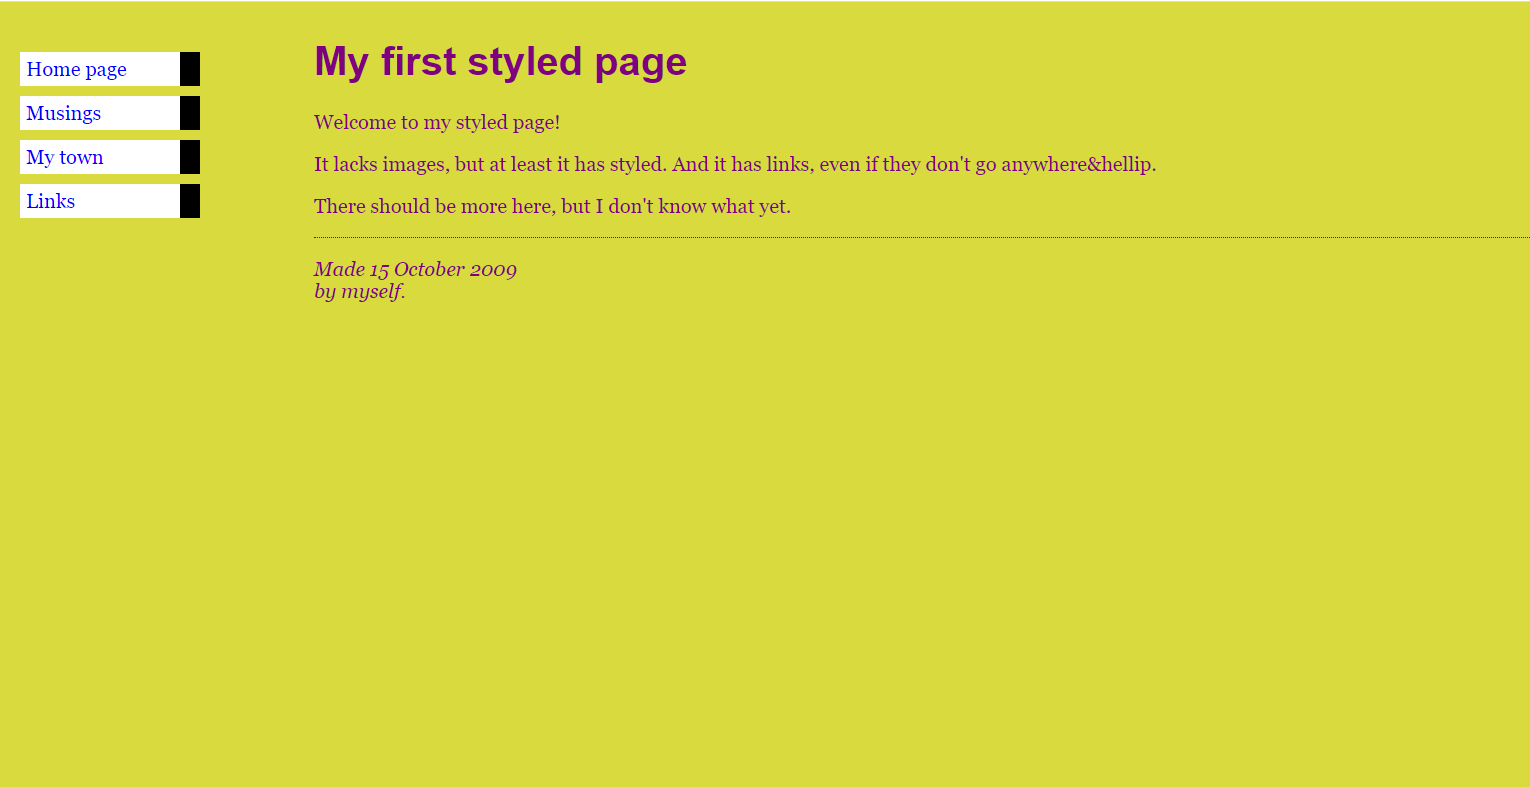 Home page
Musings
My town
Links
My first styled page
Welcome to my styled page!
It lacks images, but at least it has styled. And it has links, even if they don't go anywhere&hellip.
There should be more here, but I don't know what yet.
Made 15 October 2009
by myself.